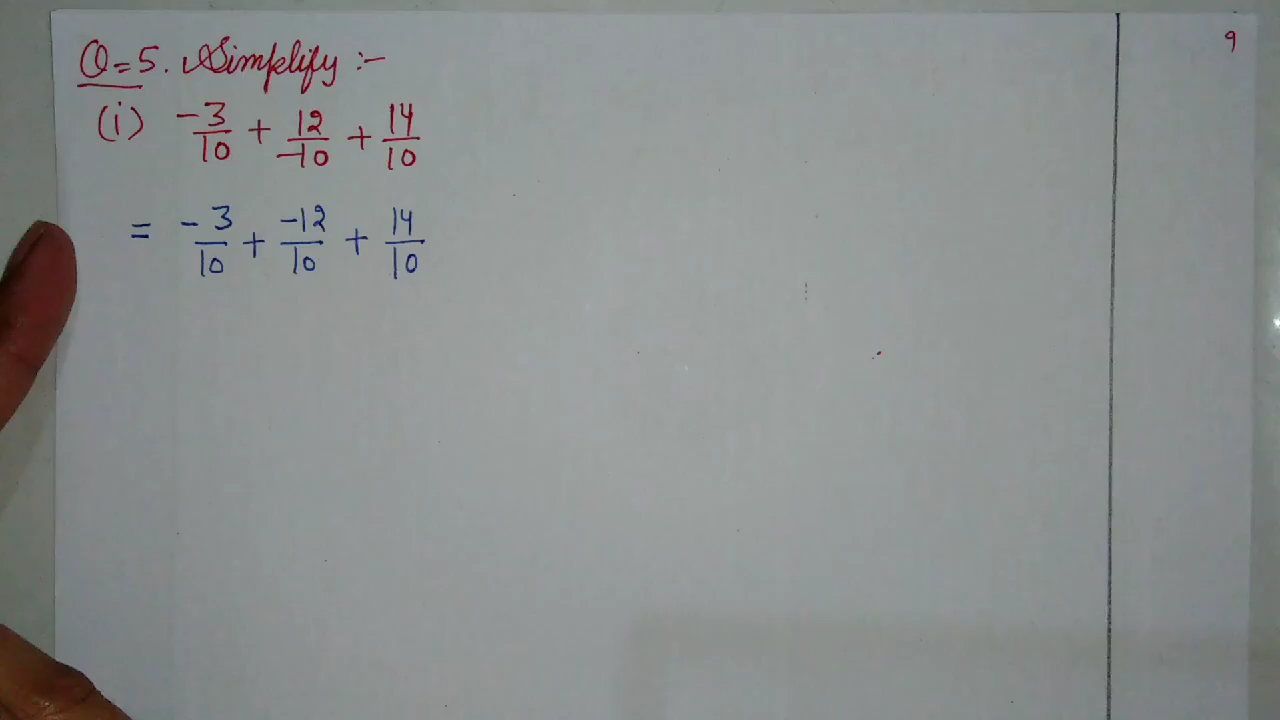 9
Q=5. Simplify :-
(i) -3/10 + 12/-10 + 14/10
= -3/10 + -12/10 + 14/10